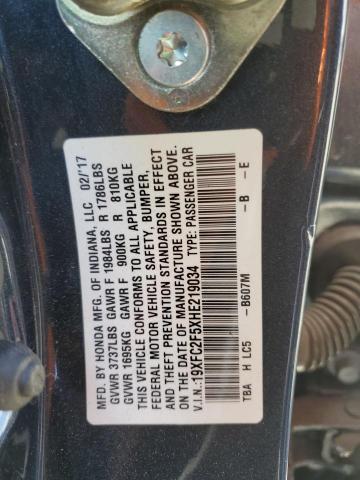 MFD. BY HONDA MFG. OF INDIANA, LLC 02/'17
GVWR 3737LBS GAWR F 1984LBS R 1786LBS
GVWR 1695KG GAWR F 900KG R 810KG
THIS VEHICLE CONFORMS TO ALL APPLICABLE
FEDERAL MOTOR VEHICLE SAFETY, BUMPER,
AND THEFT PREVENTION STANDARDS IN EFFECT
ON THE DATE OF MANUFACTURE SHOWN ABOVE.
V.I.N.:19XFC2F5XHE219034 TYPE: PASSENGER CAR
TBA H LC5 -B607M -B -E